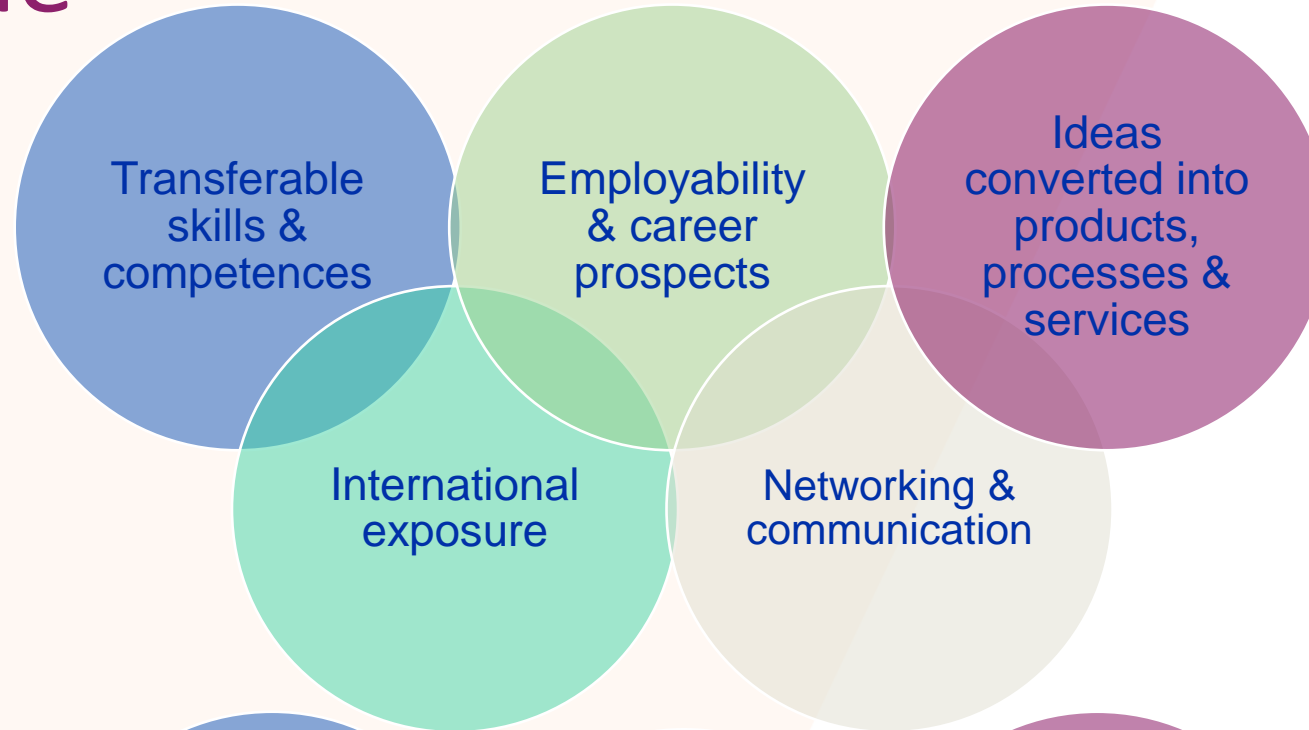 Transferable
skills &
competences
Employability
& career
prospects
Ideas
converted into
products,
processes &
services
International
exposure
Networking &
communication